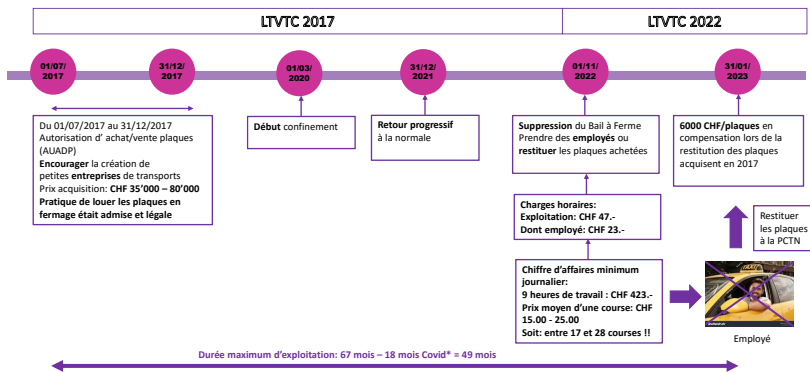 LTVTC 2017
LTVTC 2022
01/07/
2017
31/12/
2017
01/03/
2020
31/12/
2021
01/11/
2022
31/01/
2023
Du 01/07/2017 au 31/12/2017
Autorisation d' achat/vente plaques
(AUADP)
Encourager la création de
petites entreprises de transports
Prix acquisition: CHF 35'000 – 80'000
Pratique de louer les plaques en
fermage était admise et légale
Début confinement
Retour progressif
à la normale
Suppression du Bail à Ferme
Prendre des employés ou
restituer les plaques achetées
6000 CHF/plaques en
compensation lors de la
restitution des plaques
acquisent en 2017
Charges horaires:
Exploitation: CHF 47.-
Dont employé: CHF 23.-
Restituer
les plaques
à la PCTN
Chiffre d'affaires minimum
journalier:
9 heures de travail : CHF 423.-
Prix moyen d'une course: CHF
15.00 - 25.00
Soit: entre 17 et 28 courses !!
TAXI
Employé
Durée maximum d'exploitation: 67 mois – 18 mois Covid* = 49 mois